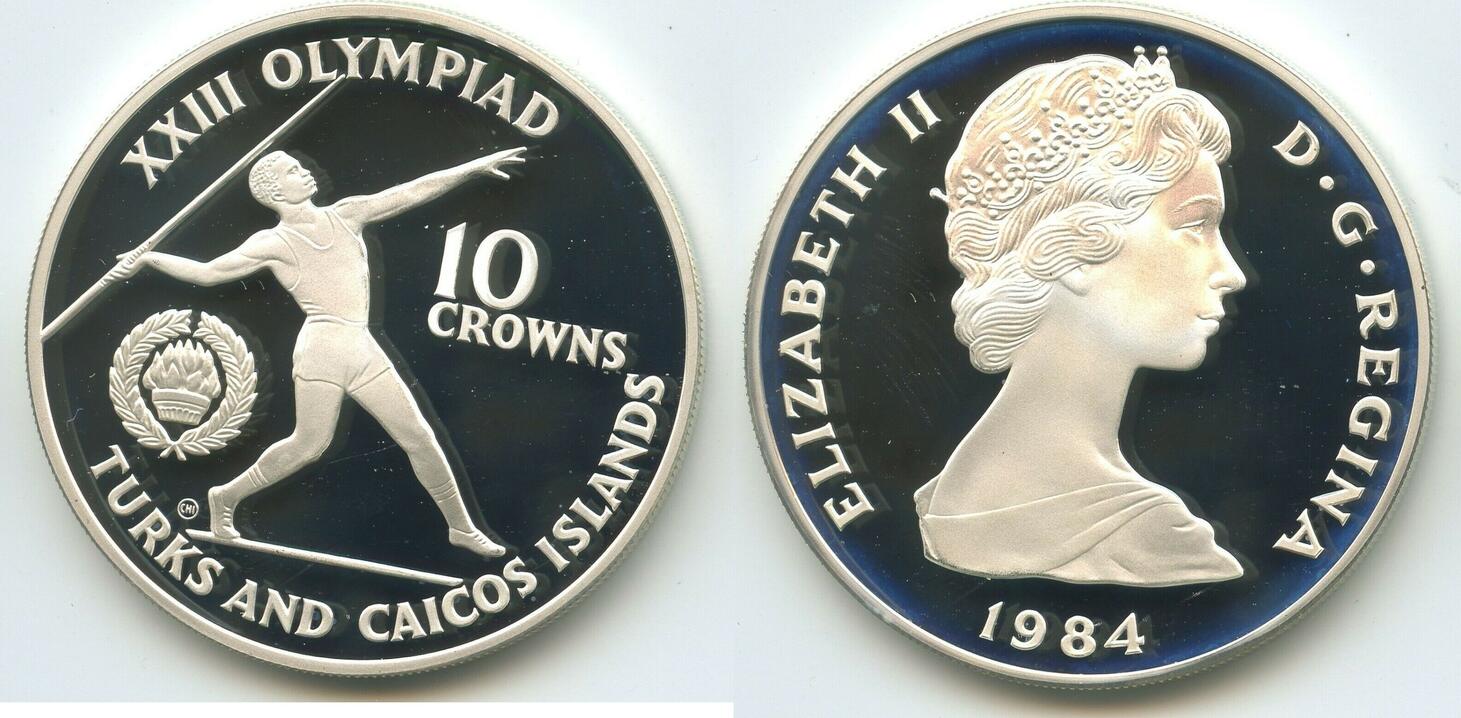 XXIII OLYMPIAD
10
CROWNS
CHI
TURKS AND CAICOS ISLANDS
ELIZABETH II D·G·REGINA
1984